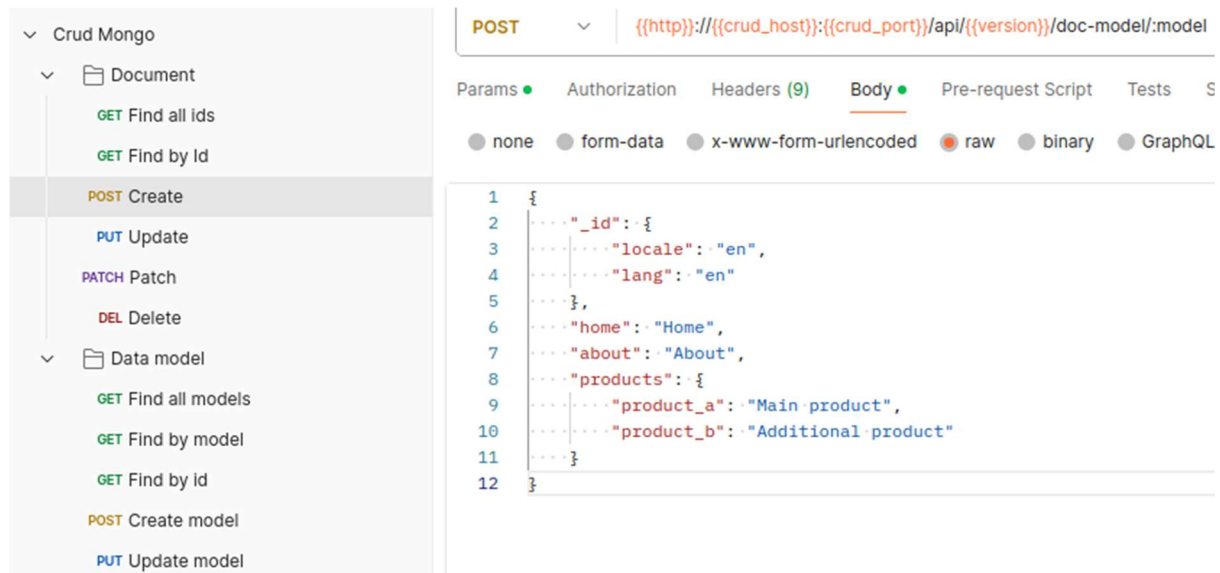 Crud Mongo
Document
GET Find all ids
GET Find by Id
POST Create
PUT Update
PATCH Patch
DEL Delete
Data model
GET Find all models
GET Find by model
GET Find by id
POST Create model
PUT Update model
POST {{http}}://{{crud_host}}:{{crud_port}}/api/{{version}}/doc-model/:model
Params Authorization Headers (9) Body Pre-request Script Tests S
none form-data x-www-form-urlencoded raw binary GraphQL
1 {
2 "_id": {
3 "locale": "en",
4 "lang": "en"
5 },
6 "home": "Home",
7 "about": "About",
8 "products": {
9 "product_a": "Main product",
10 "product_b": "Additional product"
11 }
12 }